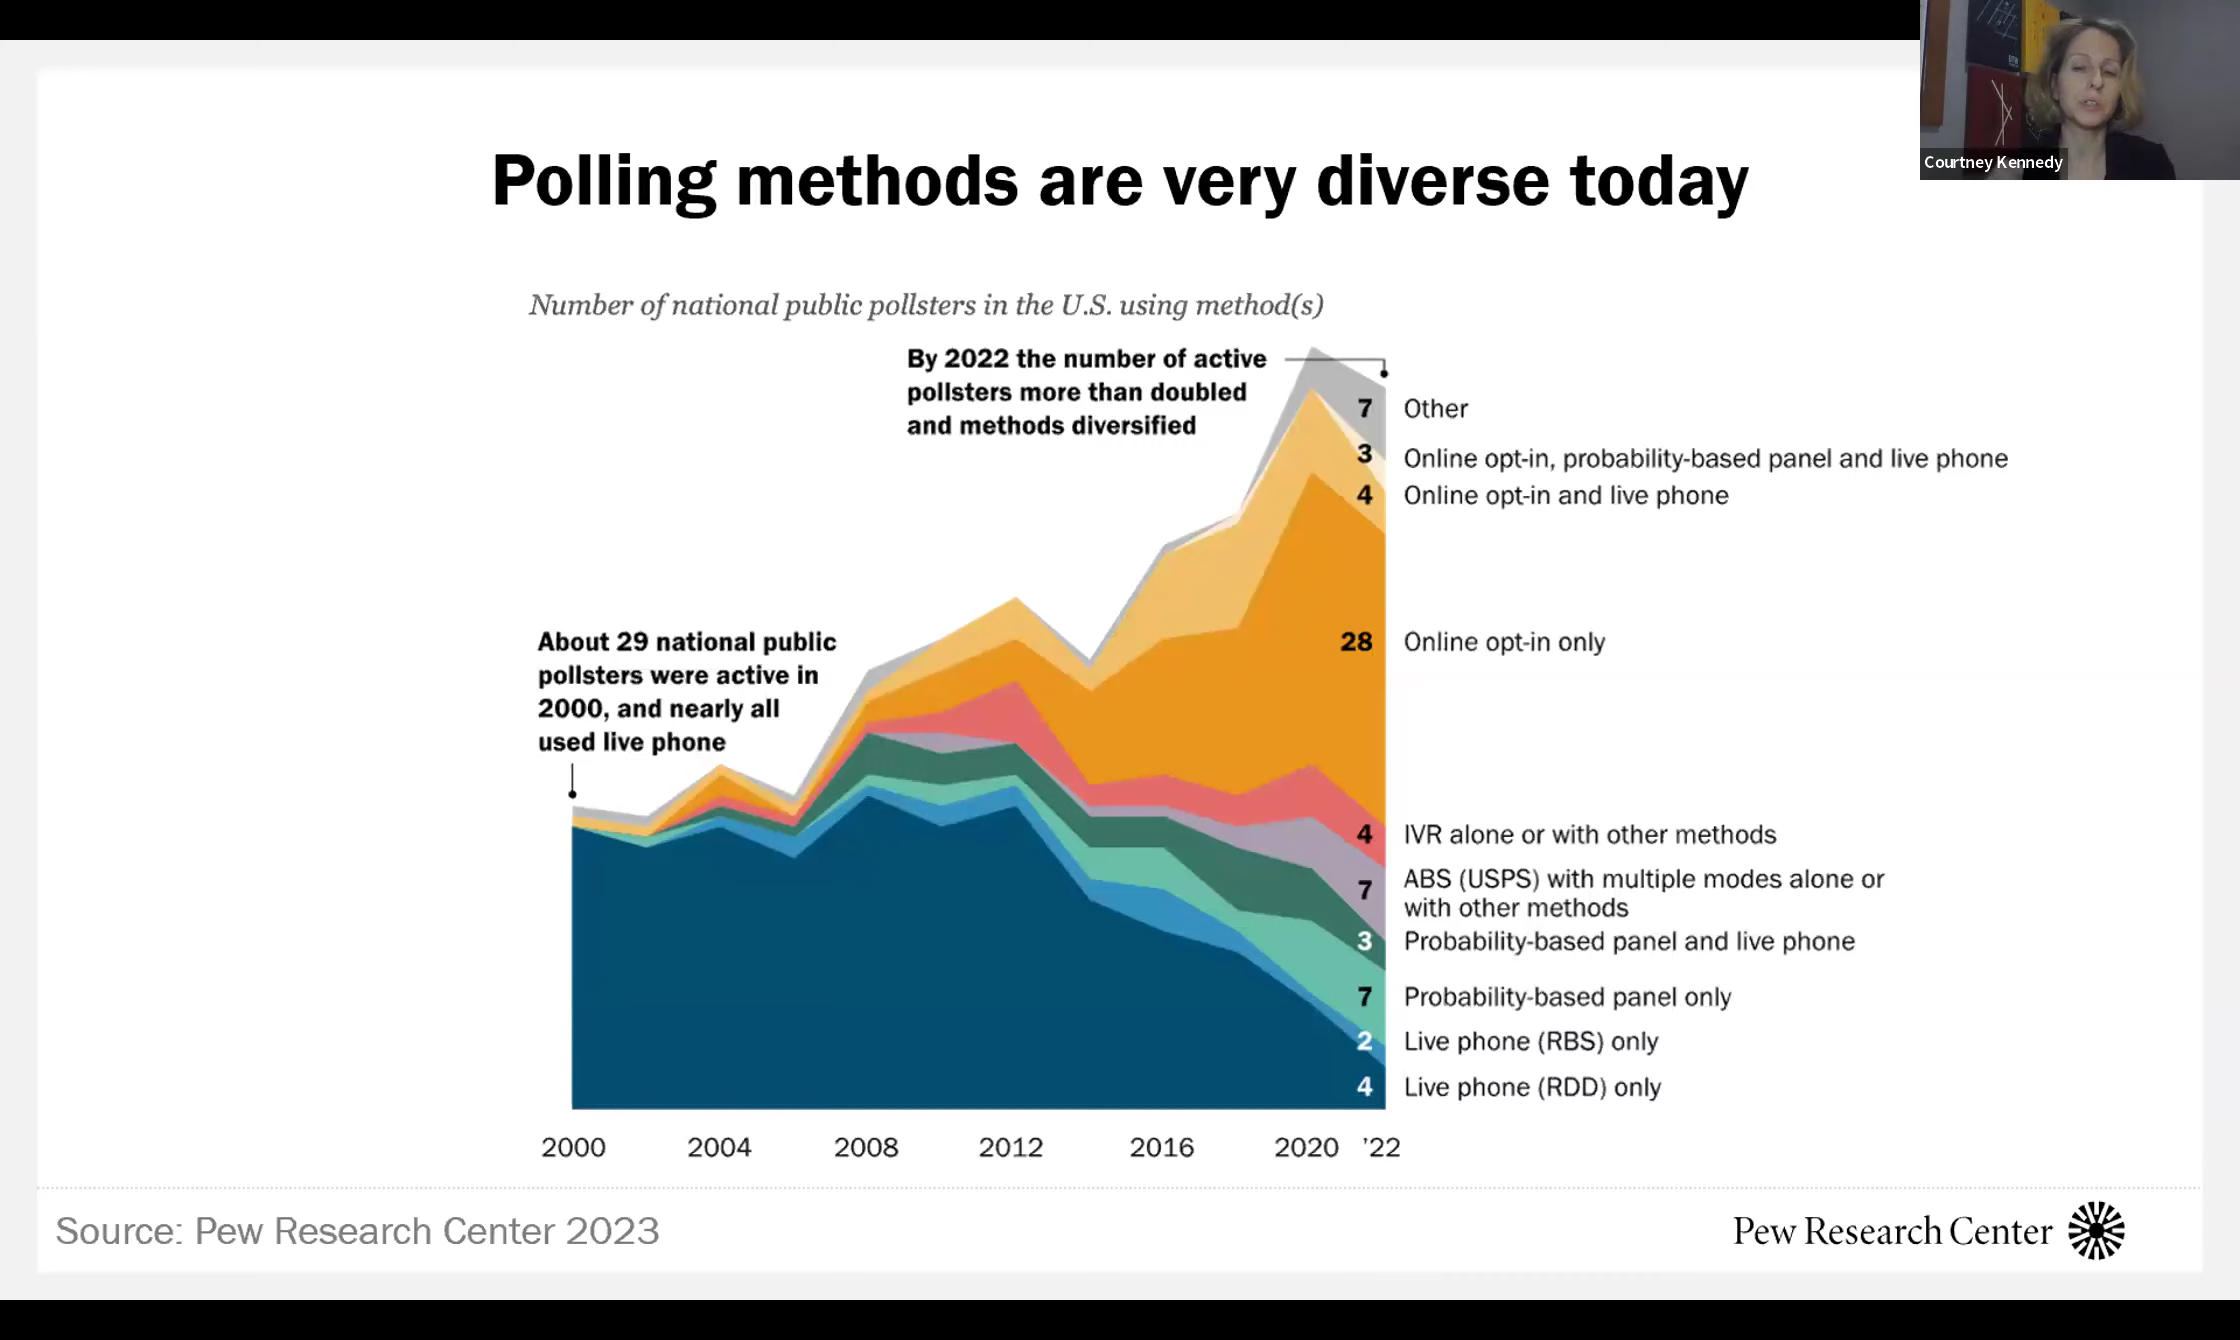 Courtney Kennedy
Polling methods are very diverse today
Number of national public pollsters in the U.S. using method(s)
By 2022 the number of active
pollsters more than doubled
and methods diversified
7 Other
3 Online opt-in, probability-based panel and live phone
4 Online opt-in and live phone
About 29 national public
pollsters were active in
2000, and nearly all
used live phone
28 Online opt-in only
4 IVR alone or with other methods
7 ABS (USPS) with multiple modes alone or
with other methods
3 Probability-based panel and live phone
7 Probability-based panel only
2 Live phone (RBS) only
4 Live phone (RDD) only
2000 2004 2008 2012 2016 2020 ’22
Source: Pew Research Center 2023
Pew Research Center